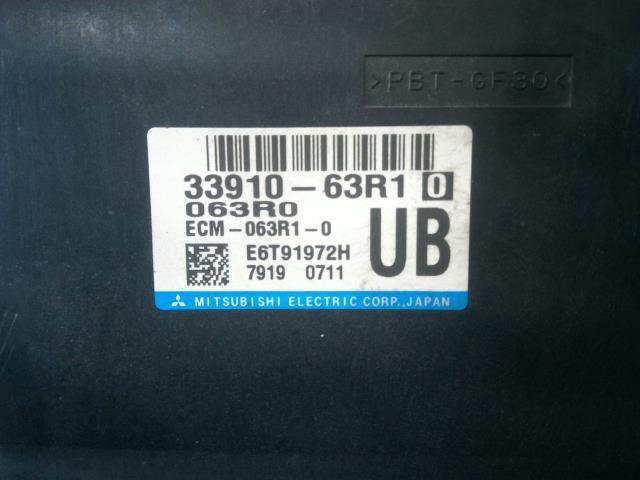 >PBT-GF30<
33910-63R1 0
063R0
ECM-063R1-0
UB
E6T91972H
7919 0711
MITSUBISHI ELECTRIC CORP., JAPAN